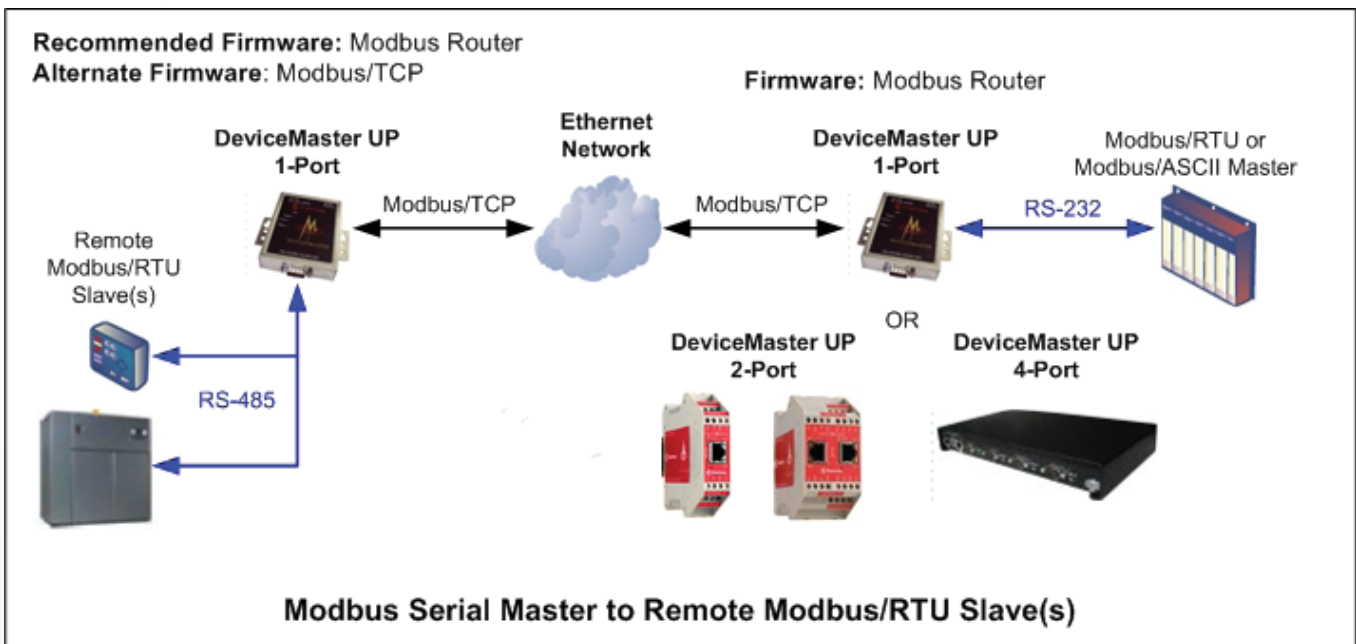 Recommended Firmware: Modbus Router
Alternate Firmware: Modbus/TCP
Firmware: Modbus Router
DeviceMaster UP
1-Port
Ethernet
Network
DeviceMaster UP
1-Port
Modbus/RTU or
Modbus/ASCII Master
Modbus/TCP
Modbus/TCP
RS-232
Remote
Modbus/RTU
Slave(s)
OR
DeviceMaster UP
2-Port
DeviceMaster UP
4-Port
RS-485
Modbus Serial Master to Remote Modbus/RTU Slave(s)